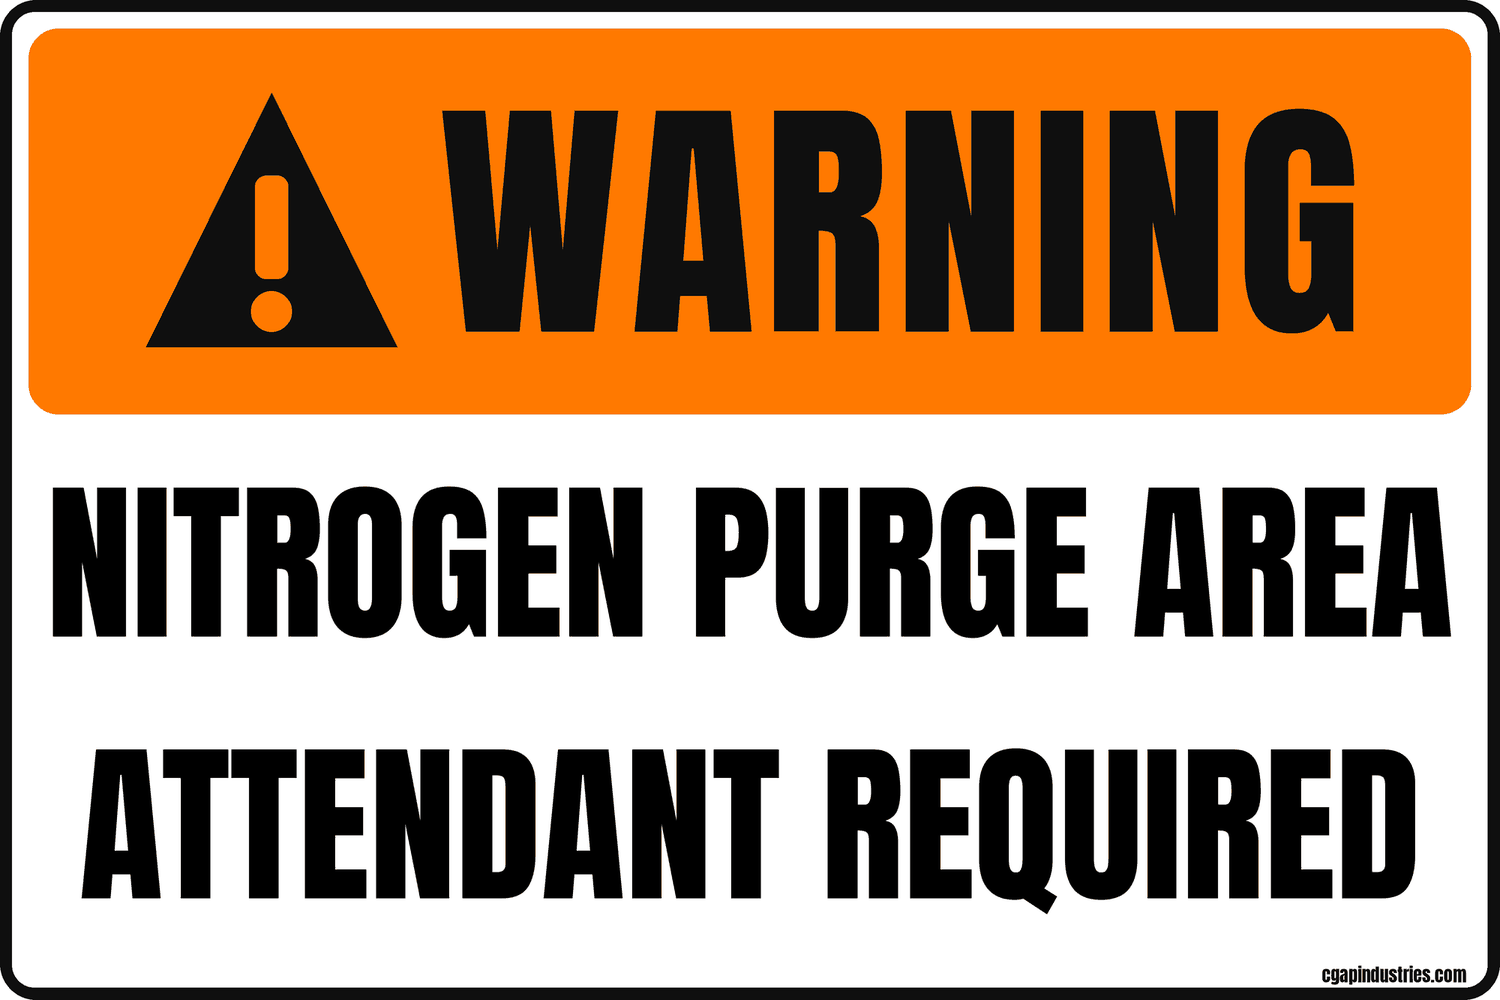 WARNING
NITROGEN PURGE AREA
ATTENDANT REQUIRED
cgapindustries.com